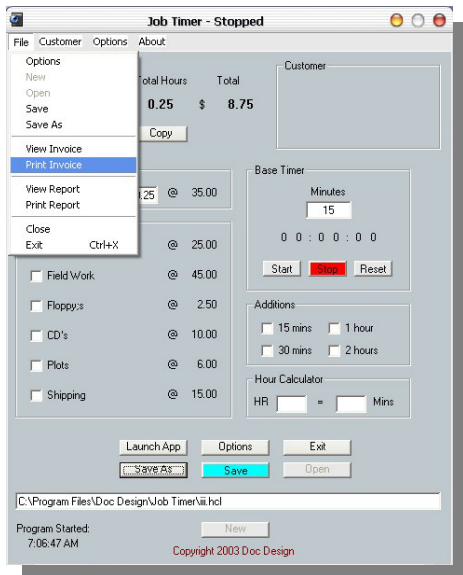 Job Timer - Stopped
File Customer Options About
Options
New
Open
Save
Save As
View Invoice
Print Invoice
View Report
Print Report
Close
Exit Ctrl+X
Total Hours Total
0.25 $ 8.75
Copy
Customer
0.25 @ 35.00
@ 25.00
Field Work @ 45.00
Floppy;s @ 2.50
CD's @ 10.00
Plots @ 6.00
Shipping @ 15.00
Base Timer
Minutes
15
0 0 : 0 0 : 0 0
Start Stop Reset
Additions
15 mins 1 hour
30 mins 2 hours
Hour Calculator
HR = Mins
Launch App Options Exit
Save As Save Open
C:\Program Files\Doc Design\Job Timer\iii.hcl
Program Started:
7:06:47 AM
New
Copyright 2003 Doc Design